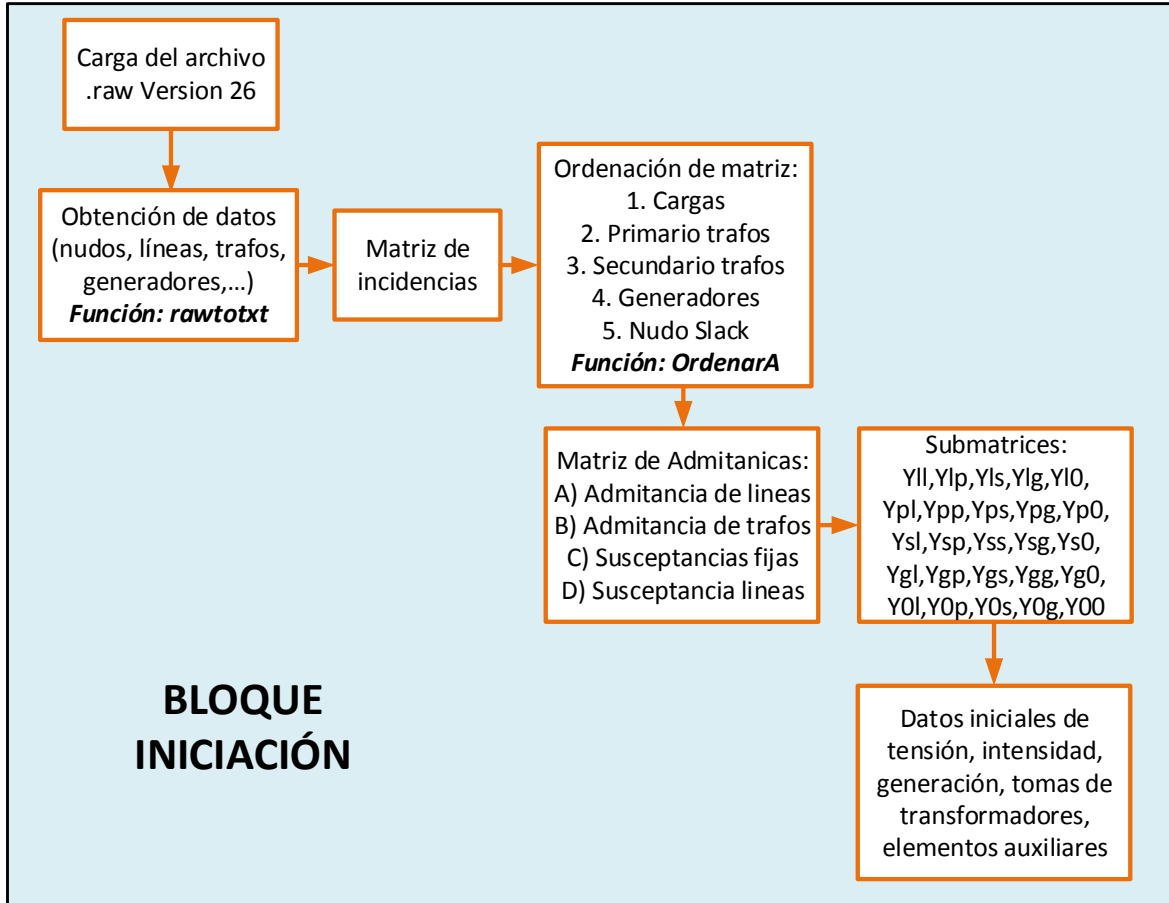 Carga del archivo
.raw Version 26
Obtención de datos
(nudos, líneas, trafos,
generadores,...)
Función: rawtotxt
Matriz de
incidencias
Ordenación de matriz:
1. Cargas
2. Primario trafos
3. Secundario trafos
4. Generadores
5. Nudo Slack
Función: OrdenarA
Matriz de Admitanicas:
A) Admitancia de lineas
B) Admitancia de trafos
C) Susceptancias fijas
D) Susceptancia lineas
Submatrices:
Yll,Ylp,Yls,Ylg,Yl0,
Ypl,Ypp,Yps,Ypg,Yp0,
Ysl,Ysp,Yss,Ysg,Ys0,
Ygl,Ygp,Ygs,Ygg,Yg0,
Y0l,Y0p,Y0s,Y0g,Y00
Datos iniciales de
tensión, intensidad,
generación, tomas de
transformadores,
elementos auxiliares
BLOQUE
INICIACIÓN